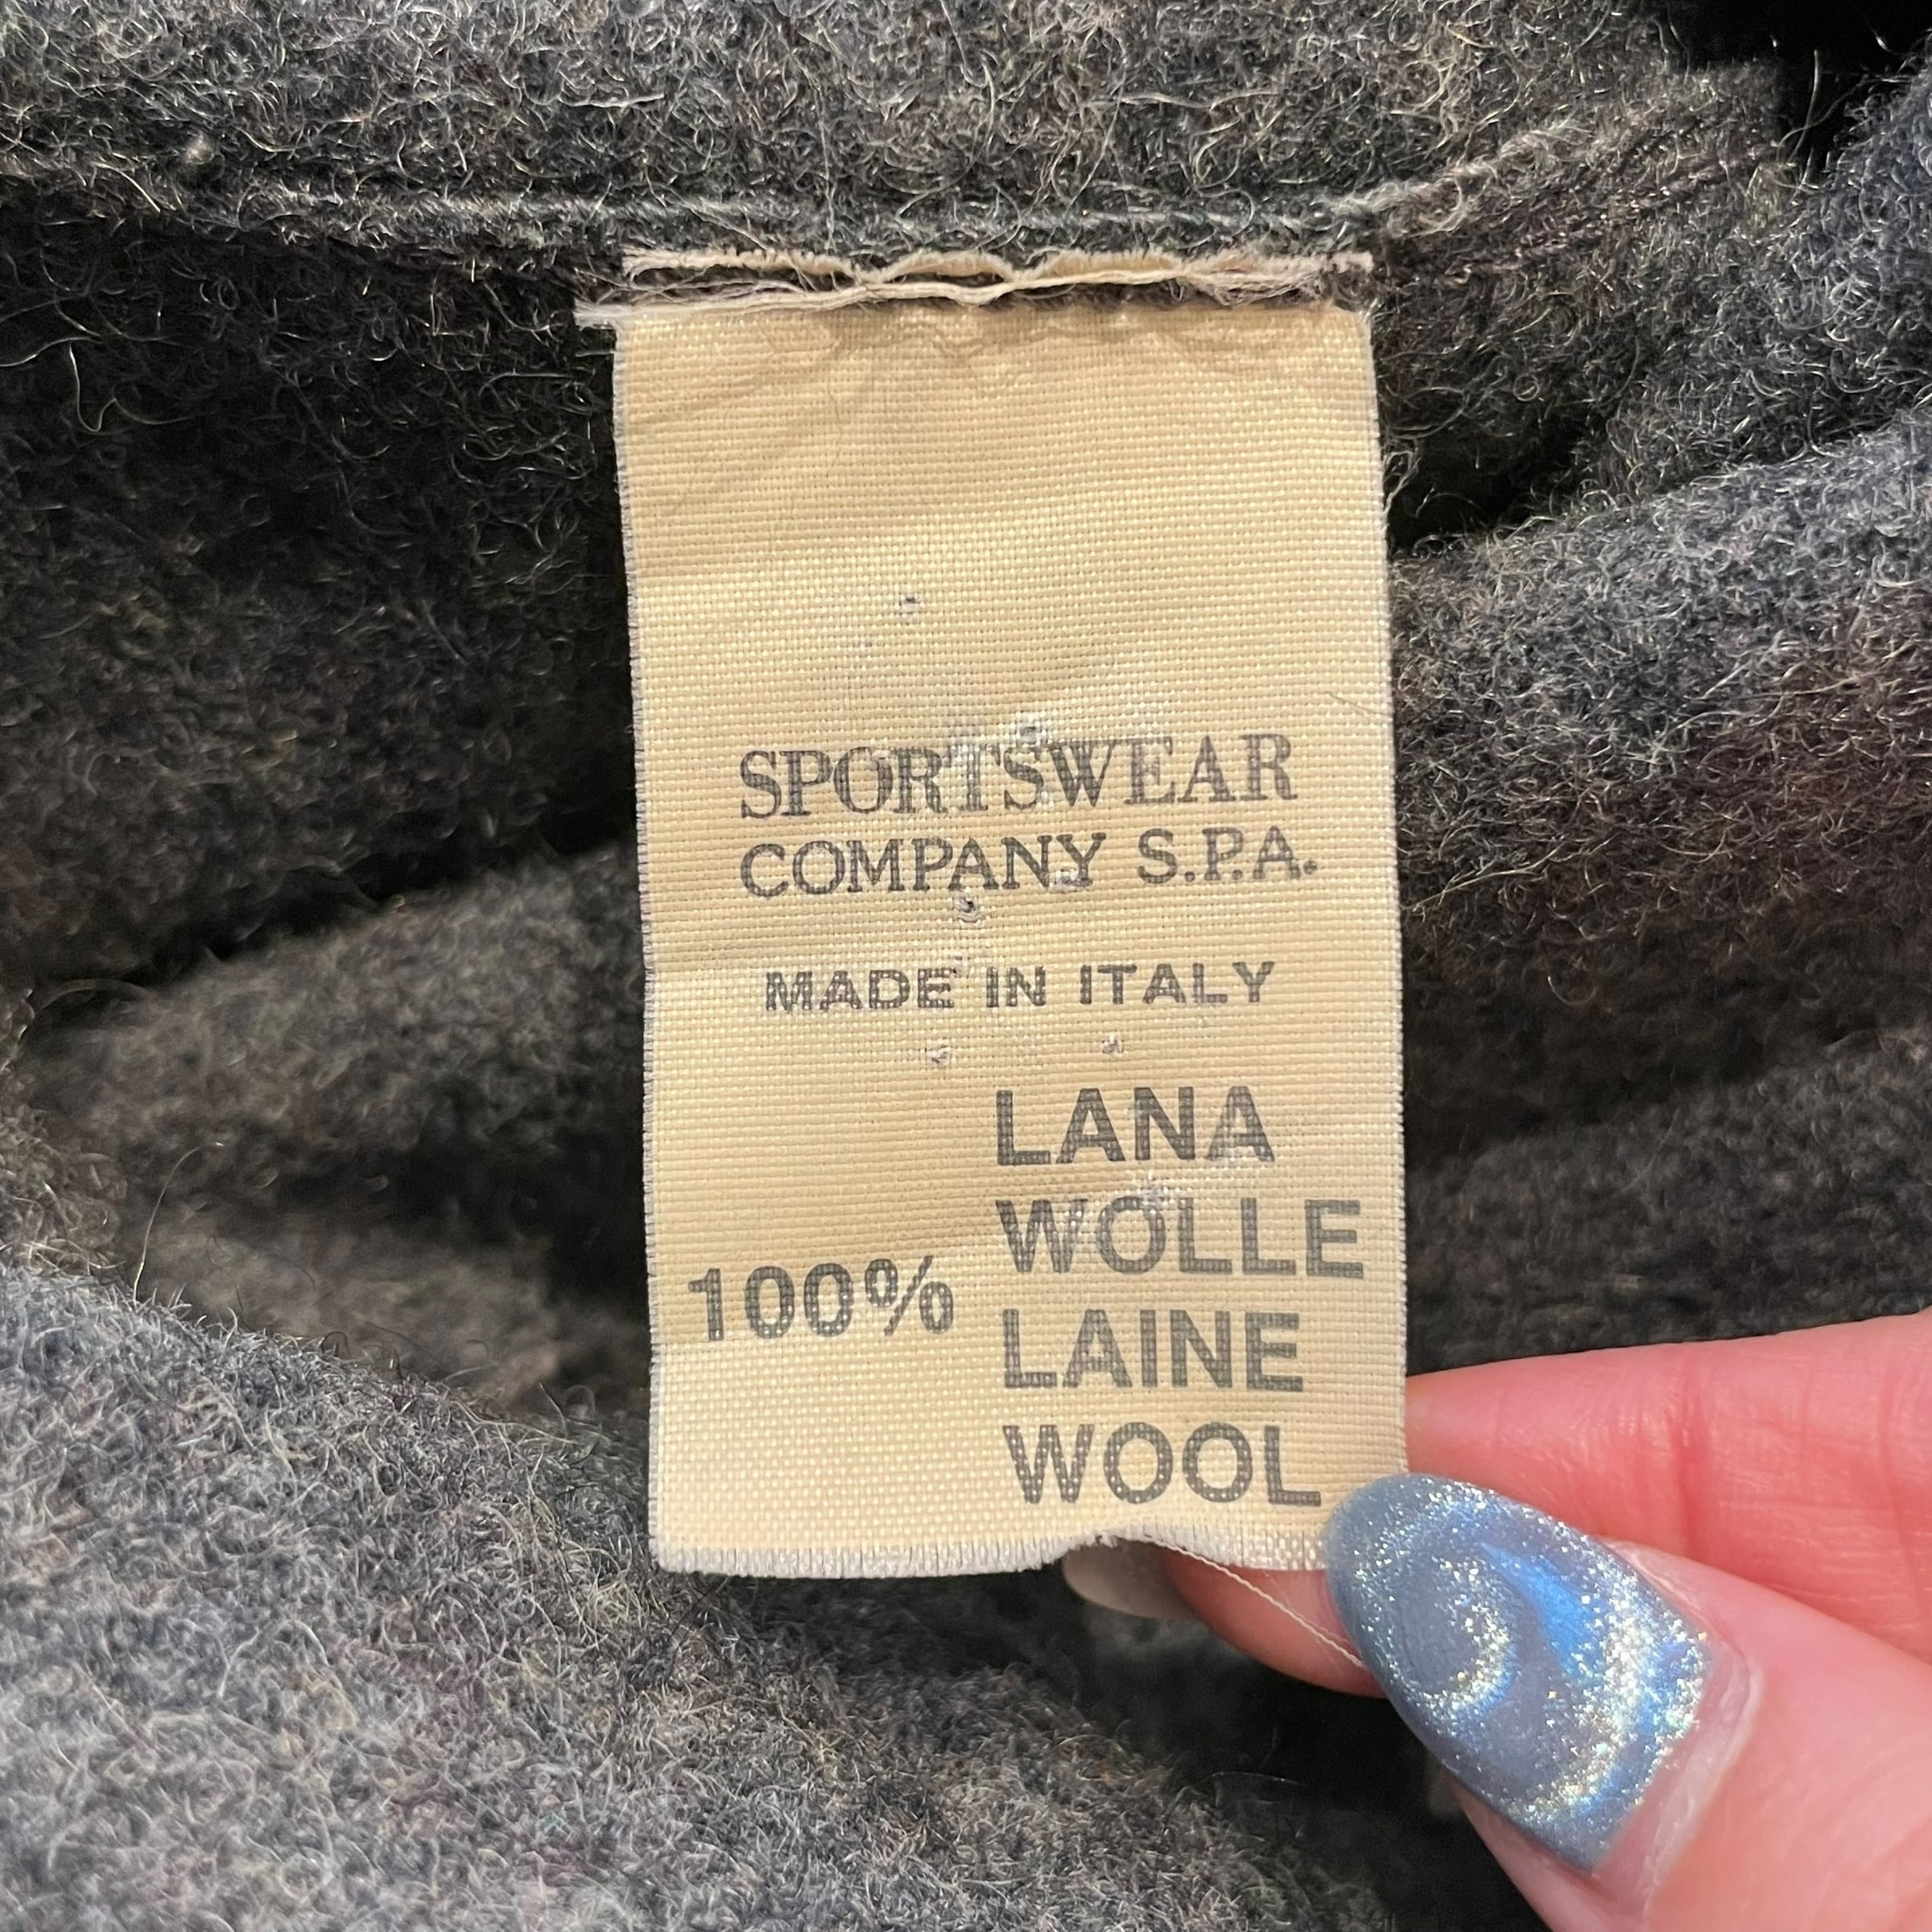 SPORTSWEAR
COMPANY S.P.A.
MADE IN ITALY
100%
LANA
WOLLE
LAINE
WOOL